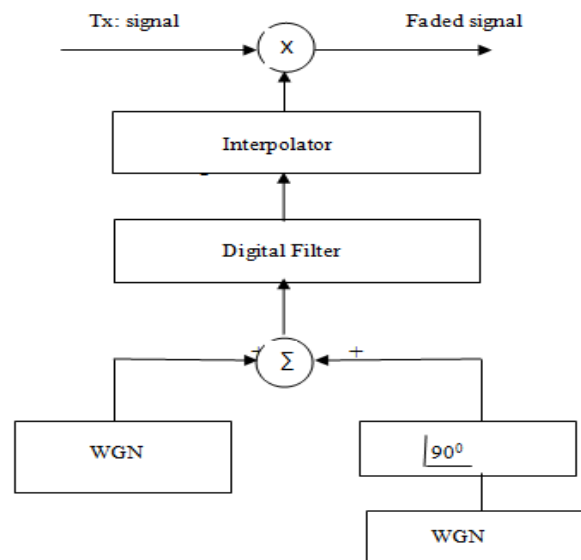 Tx: signal
Faded signal
X
Interpolator
Digital Filter
+
Σ
+
WGN
90⁰
WGN